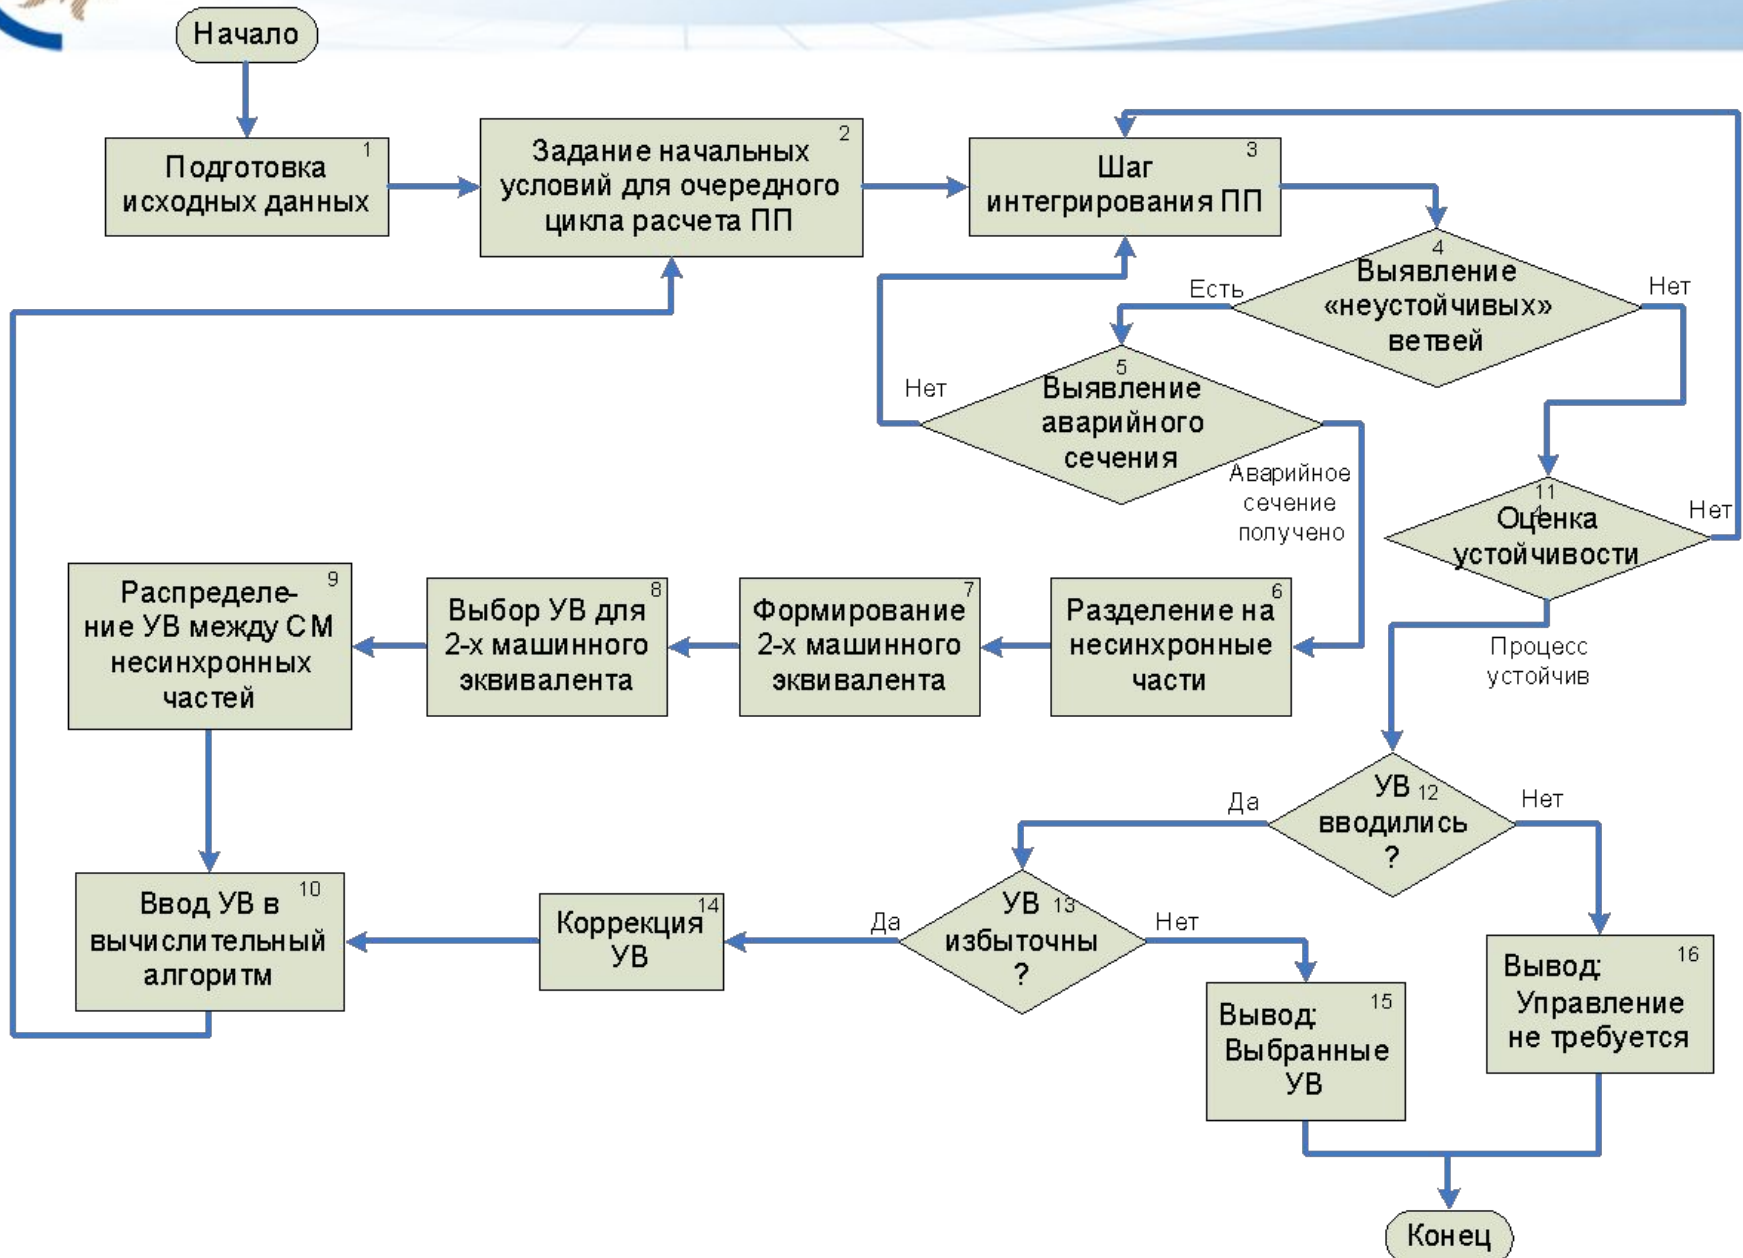 Начало
1
Подготовка
исходных данных
2
Задание начальных
условий для очередного
цикла расчета ПП
3
Шаг
интегрирования ПП
4
Выявление
«неустойчивых»
ветвей
Есть
Нет
5
Выявление
аварийного
сечения
Нет
Аварийное
сечение
получено
11
4
Оценка
устойчивости
Нет
Процесс
устойчив
6
Разделение на
несинхронные
части
7
Формирование
2-х машинного
эквивалента
8
Выбор УВ для
2-х машинного
эквивалента
9
Распределе-
ние УВ между СМ
несинхронных
частей
10
Ввод УВ в
вычислительный
алгоритм
УВ 12
вводились
?
Да
Нет
УВ 13
избыточны
?
Да
Нет
14
Коррекция
УВ
15
Вывод:
Выбранные
УВ
16
Вывод:
Управление
не требуется
Конец